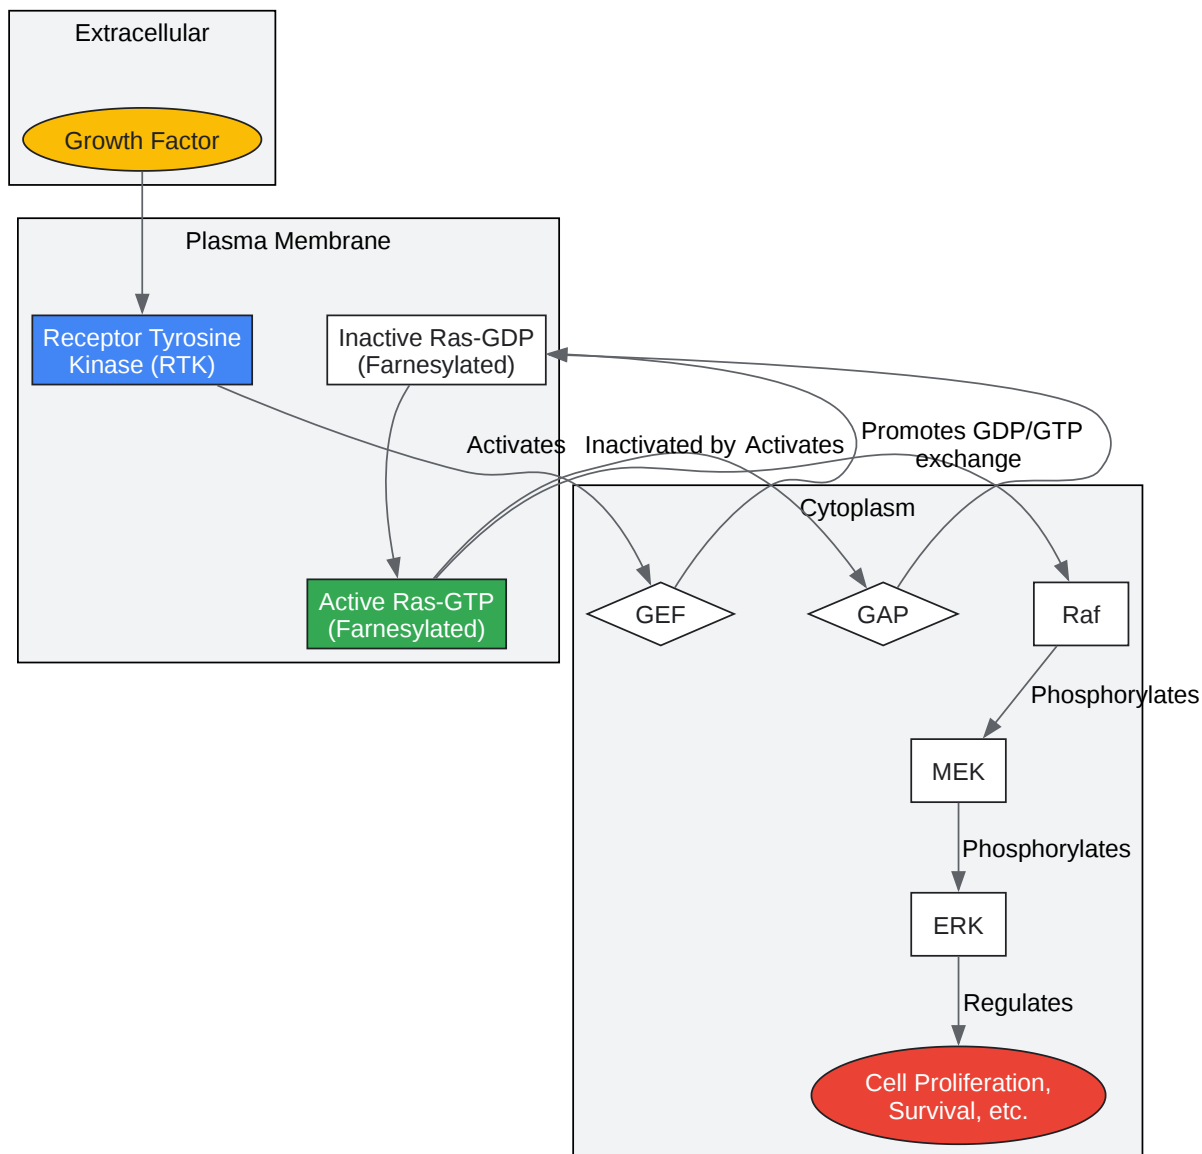 Extracellular
Growth Factor
Plasma Membrane
Receptor Tyrosine
Kinase (RTK)
Inactive Ras-GDP
(Farnesylated)
Activates
Inactivated by
Activates
Promotes GDP/GTP
exchange
Cytoplasm
Active Ras-GTP
(Farnesylated)
GEF
GAP
Raf
Phosphorylates
MEK
Phosphorylates
ERK
Regulates
Cell Proliferation,
Survival, etc.